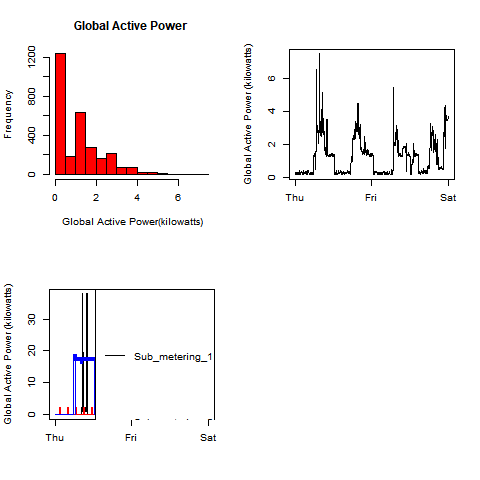 Global Active Power
Frequency
1200
800
400
0
0 2 4 6
Global Active Power(kilowatts)
Global Active Power (kilowatts)
6
4
2
0
Thu Fri Sat
Global Active Power (kilowatts)
30
20
10
0
Sub_metering_1
Thu Fri Sat